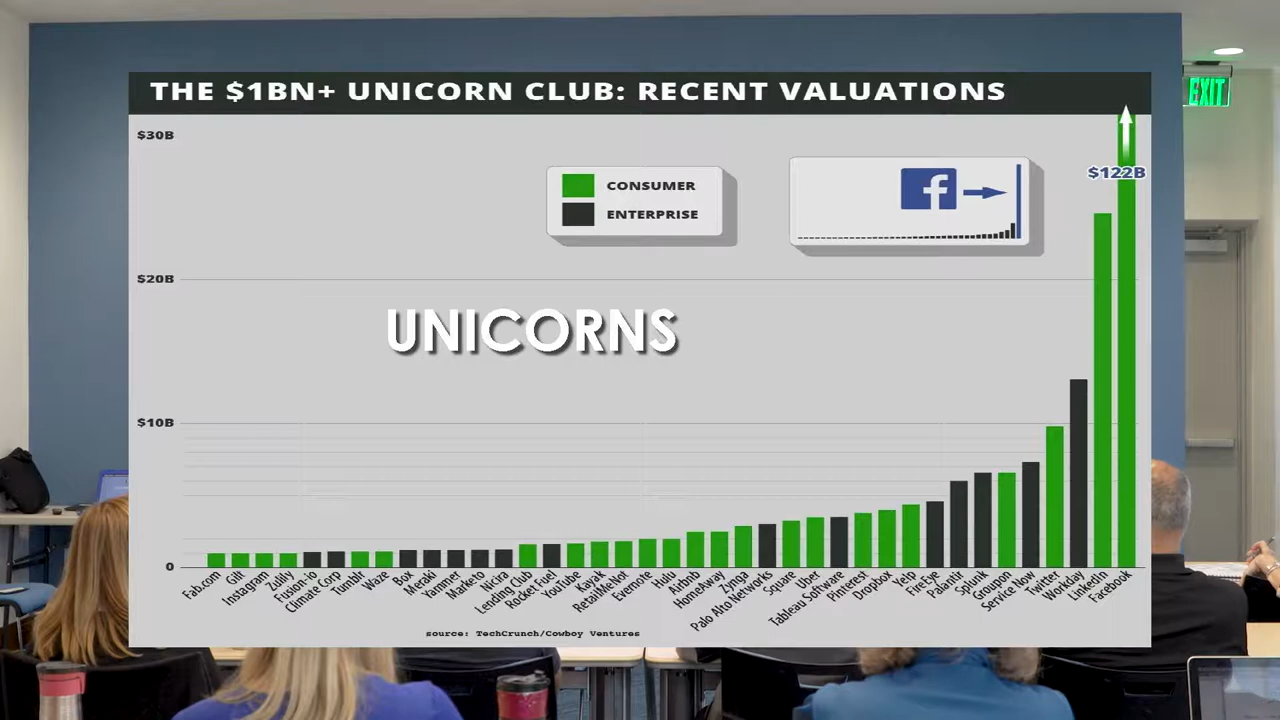 THE $1BN+ UNICORN CLUB: RECENT VALUATIONS
EXIT
$30B
CONSUMER
ENTERPRISE
$122B
$20B
UNICORNS
$10B
0
Fab.com
Gilt
Instagram
Zulily
Fusion-io
Climate Corp
Tumblr
Waze
Box
Meraki
Yammer
Marketo
Nicira
Lending Club
Rocket Fuel
YouTube
Kayak
RetailMeNot
Evernote
Hulu
Airbnb
HomeAway
Zynga
Palo Alto Networks
Square
Uber
Tableau Software
Pinterest
Dropbox
Yelp
FireEye
Palantir
Splunk
Groupon
Service Now
Twitter
Workday
LinkedIn
Facebook
source: TechCrunch/Cowboy Ventures